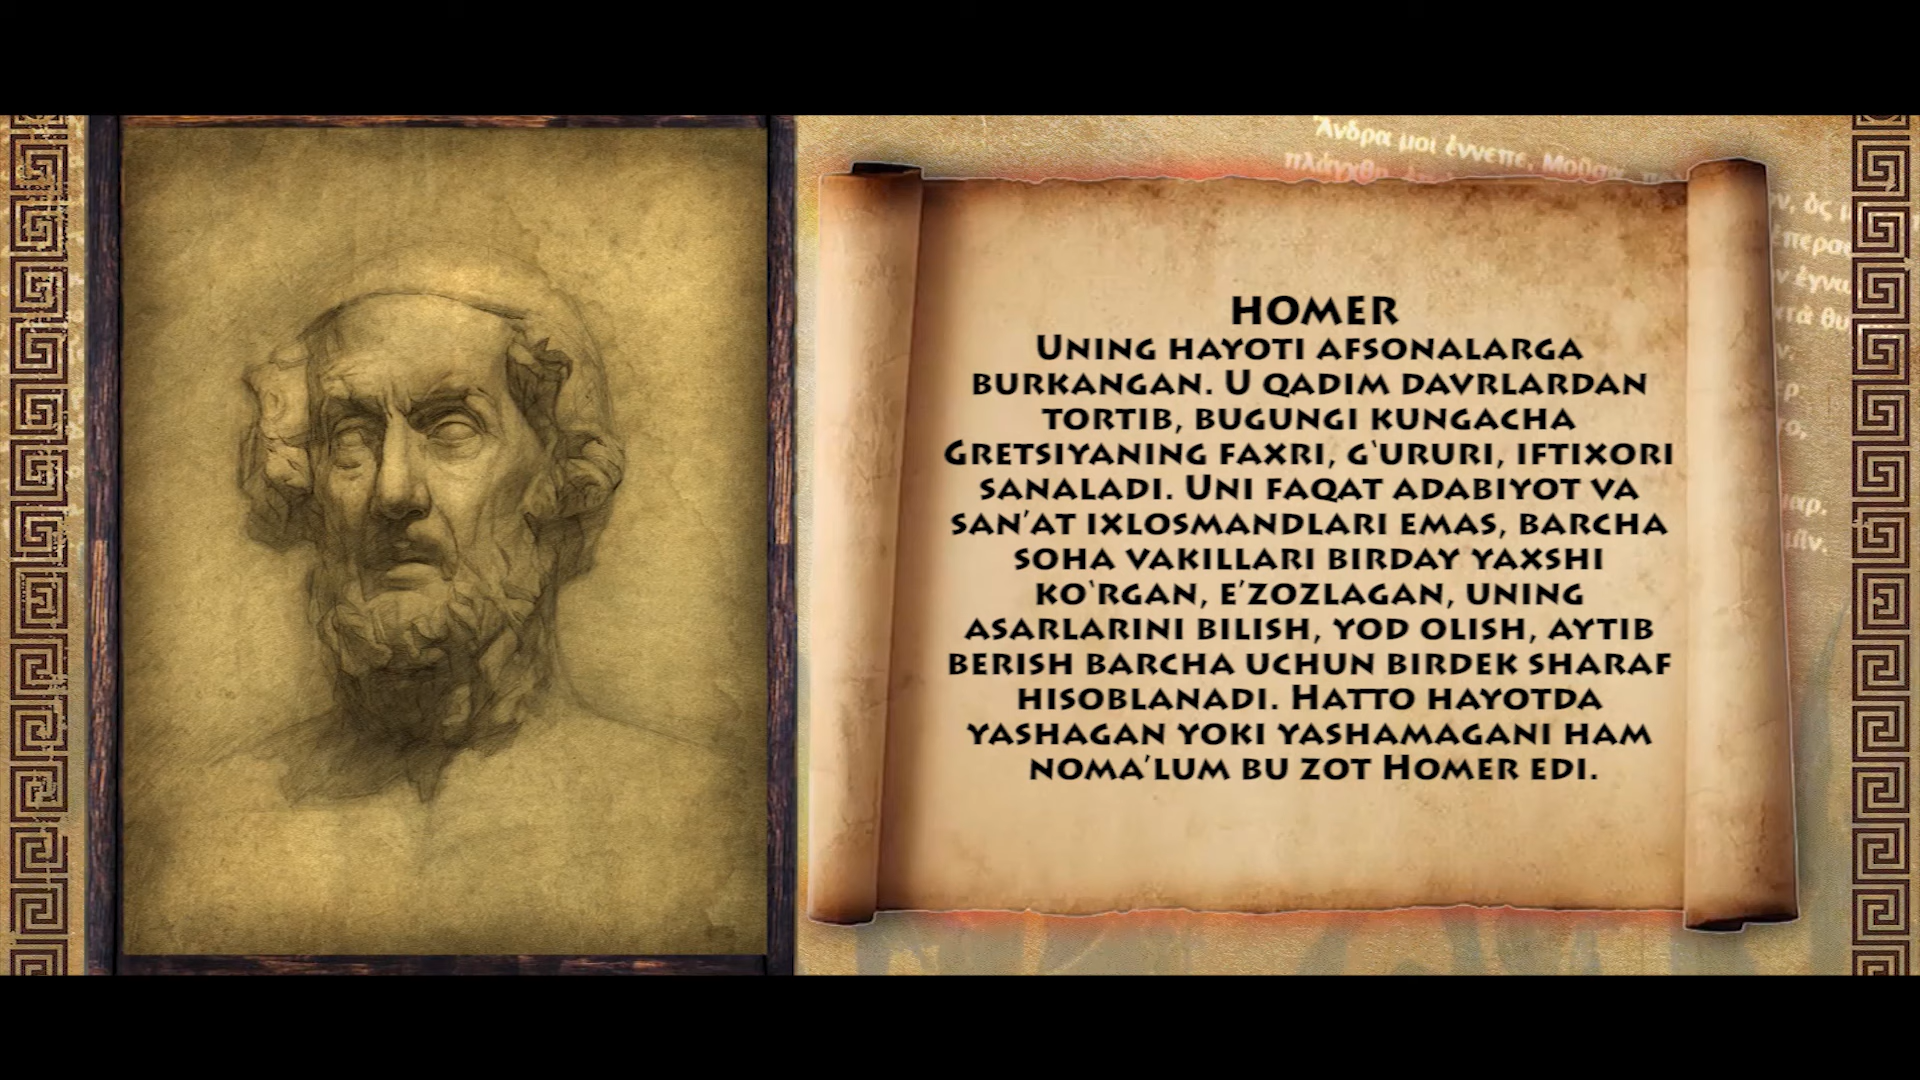 Ἄνδρα μοι ἔννεπε, Μοῦσα,
HOMER
UNING HAYOTI AFSONALARGA
BURKANGAN. U QADIM DAVRLARDAN
TORTIB, BUGUNGI KUNGACHA
GRETSIYANING FAXRI, G‘URURI, IFTIXORI
SANALADI. UNI FAQAT ADABIYOT VA
SAN’AT IXLOSMANDLARI EMAS, BARCHA
SOHA VAKILLARI BIRDAY YAXSHI
KO‘RGAN, E’ZOZLAGAN, UNING
ASARLARINI BILISH, YOD OLISH, AYTIB
BERISH BARCHA UCHUN BIRDEK SHARAF
HISOBLANADI. HATTO HAYOTDA
YASHAGAN YOKI YASHAMAGANI HAM
NOMA’LUM BU ZOT HOMER EDI.